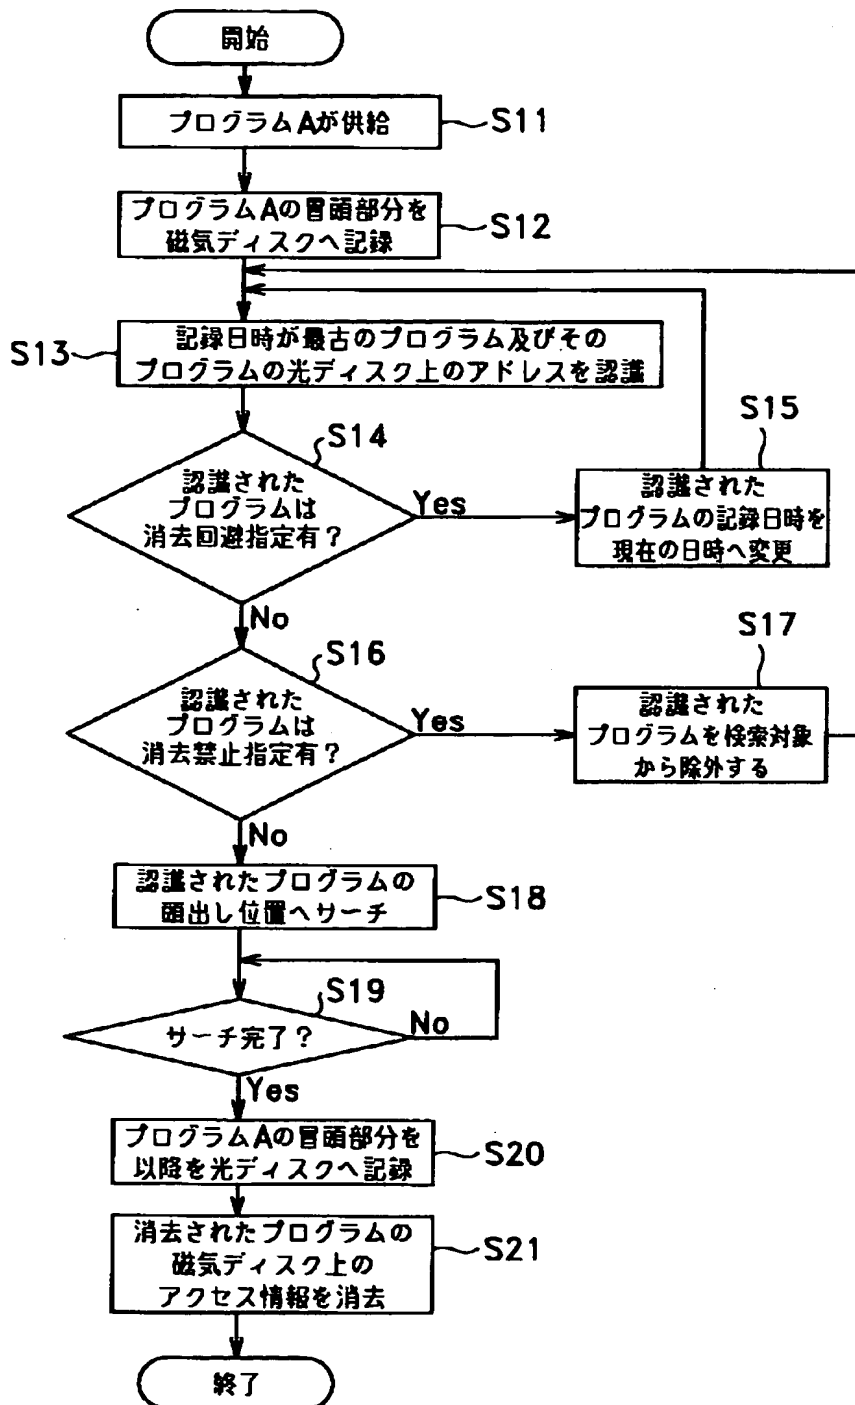 開始
プログラムAが供給
S11
プログラムAの冒頭部分を
磁気ディスクへ記録
S12
S13
記録日時が最古のプログラム及びその
プログラムの光ディスク上のアドレスを認識
S14
認識された
プログラムは
消去回避指定有?
Yes
S15
認識された
プログラムの記録日時を
現在の日時へ変更
No
S16
認識された
プログラムは
消去禁止指定有?
Yes
S17
認識された
プログラムを検索対象
から除外する
No
認識されたプログラムの
頭出し位置へサーチ
S18
S19
サーチ完了?
No
Yes
プログラムAの冒頭部分を
以降を光ディスクへ記録
S20
消去されたプログラムの
磁気ディスク上の
アクセス情報を消去
S21
終了